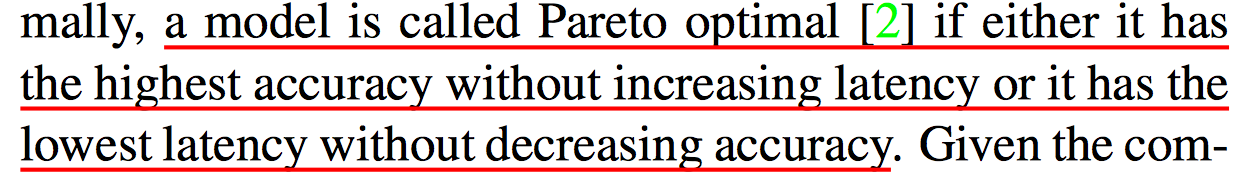 mally, a model is called Pareto optimal [2] if either it has
the highest accuracy without increasing latency or it has the
lowest latency without decreasing accuracy. Given the com-